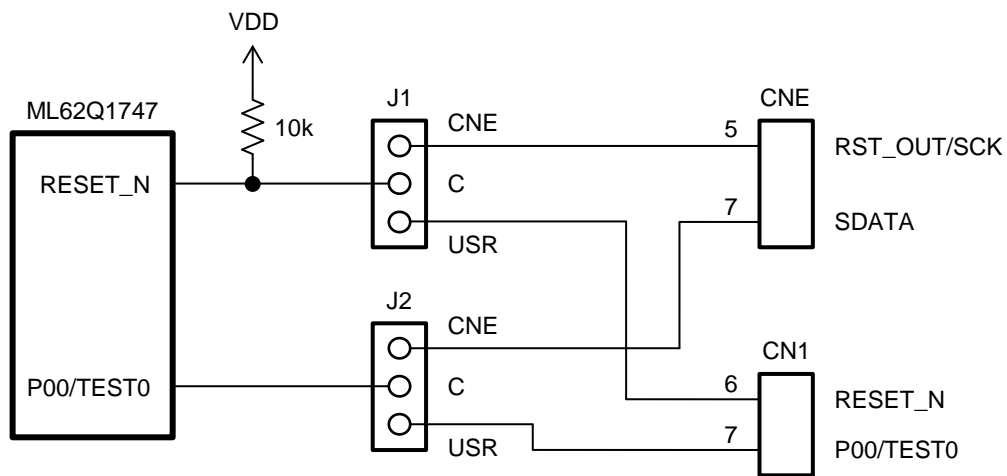 VDD
ML62Q1747
10k
RESET_N
P00/TEST0
J1
CNE
C
USR
J2
CNE
C
USR
CNE
5
RST_OUT/SCK
7
SDATA
CN1
6
RESET_N
7
P00/TEST0